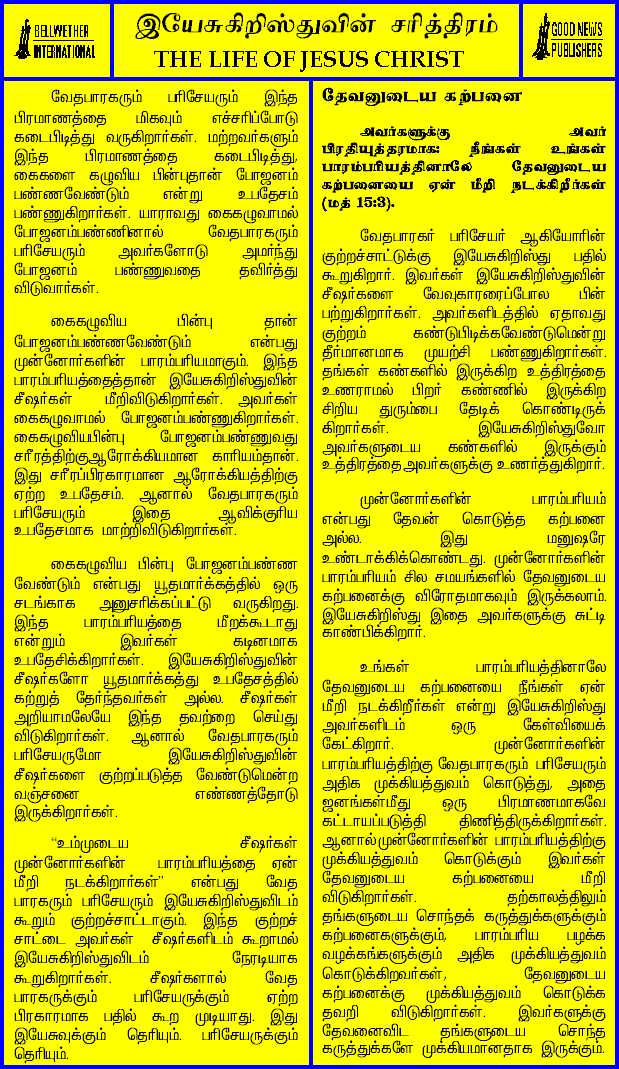 BELLWETHER
INTERNATIONAL
இயேசுகிறிஸ்துவின் சரித்திரம்
THE LIFE OF JESUS CHRIST
GOOD NEWS
PUBLISHERS
வேதபாரகரும் பரிசேயரும் இந்த
பிரமாணத்தை மிகவும் எச்சரிப்போடு
கடைபிடித்து வருகிறார்கள். மற்றவர்களும்
இந்த பிரமாணத்தை கடைபிடித்து,
கைகளை கழுவிய பின்புதான் போஜனம்
பண்ணவேண்டும் என்று உபதேசம்
பண்ணுகிறார்கள். யாராவது கைகழுவாமல்
போஜனம்பண்ணினால் வேதபாரகரும்
பரிசேயரும் அவர்களோடு அமர்ந்து
போஜனம் பண்ணுவதை தவிர்த்து
விடுவார்கள்.
கைகழுவிய பின்பு தான்
போஜனம்பண்ணவேண்டும் என்பது
முன்னோர்களின் பாரம்பரியமாகும். இந்த
பாரம்பரியத்தைத்தான் இயேசுகிறிஸ்துவின்
சீஷர்கள் மீறிவிடுகிறார்கள். அவர்கள்
கைகழுவாமல் போஜனம்பண்ணுகிறார்கள்.
கைகழுவியபின்பு போஜனம்பண்ணுவது
சரீரத்திற்குஆரோக்கியமான காரியம்தான்.
இது சரீரப்பிரகாரமான ஆரோக்கியத்திற்கு
ஏற்ற உபதேசம். ஆனால் வேதபாரகரும்
பரிசேயரும் இதை ஆவிக்குரிய
உபதேசமாக மாற்றிவிடுகிறார்கள்.
கைகழுவிய பின்பு போஜனம்பண்ண
வேண்டும் என்பது யூதமார்க்கத்தில் ஒரு
சடங்காக அனுசரிக்கப்பட்டு வருகிறது.
இந்த பாரம்பரியத்தை மீறக்கூடாது
என்றும் இவர்கள் கடினமாக
உபதேசிக்கிறார்கள். இயேசுகிறிஸ்துவின்
சீஷர்களோ யூதமார்க்கத்து உபதேசத்தில்
கற்றுத் தேர்ந்தவர்கள் அல்ல. சீஷர்கள்
அறியாமலேயே இந்த தவற்றை செய்து
விடுகிறார்கள். ஆனால் வேதபாரகரும்
பரிசேயருமோ இயேசுகிறிஸ்துவின்
சீஷர்களை குற்றப்படுத்த வேண்டுமென்ற
வஞ்சனை எண்ணத்தோடு
இருக்கிறார்கள்.
“உம்முடைய சீஷர்கள்
முன்னோர்களின் பாரம்பரியத்தை ஏன்
மீறி நடக்கிறார்கள்” என்பது வேத
பாரகரும் பரிசேயரும் இயேசுகிறிஸ்துவிடம்
கூறும் குற்றச்சாட்டாகும். இந்த குற்றச்
சாட்டை அவர்கள் சீஷர்களிடம் கூறாமல்
இயேசுகிறிஸ்துவிடம் நேரடியாக
கூறுகிறார்கள். சீஷர்களால் வேத
பாரகருக்கும் பரிசேயருக்கும் ஏற்ற
பிரகாரமாக பதில் கூற முடியாது. இது
இயேசுவுக்கும் தெரியும். பரிசேயருக்கும்
தெரியும்.
தேவனுடைய கற்பனை
அவர்களுக்கு அவர்
பிரதியுத்தரமாக: நீங்கள் உங்கள்
பாரம்பரியத்தினாலே தேவனுடைய
கற்பனையை ஏன் மீறி நடக்கிறீர்கள்
(மத் 15:3).
வேதபாரகர் பரிசேயர் ஆகியோரின்
குற்றச்சாட்டுக்கு இயேசுகிறிஸ்து பதில்
கூறுகிறார். இவர்கள் இயேசுகிறிஸ்துவின்
சீஷர்களை வேவுகாரரைப்போல பின்
பற்றுகிறார்கள். அவர்களிடத்தில் ஏதாவது
குற்றம் கண்டுபிடிக்கவேண்டுமென்று
தீர்மானமாக முயற்சி பண்ணுகிறார்கள்.
தங்கள் கண்களில் இருக்கிற உத்திரத்தை
உணராமல் பிறர் கண்ணில் இருக்கிற
சிறிய துரும்பை தேடிக் கொண்டிருக்
கிறார்கள். இயேசுகிறிஸ்துவோ
அவர்களுடைய கண்களில் இருக்கும்
உத்திரத்தை அவர்களுக்கு உணர்த்துகிறார்.
முன்னோர்களின் பாரம்பரியம்
என்பது தேவன் கொடுத்த கற்பனை
அல்ல. இது மனுஷரே
உண்டாக்கிக்கொண்டது. முன்னோர்களின்
பாரம்பரியம் சில சமயங்களில் தேவனுடைய
கற்பனைக்கு விரோதமாகவும் இருக்கலாம்.
இயேசுகிறிஸ்து இதை அவர்களுக்கு சுட்டி
காண்பிக்கிறார்.
உங்கள் பாரம்பரியத்தினாலே
தேவனுடைய கற்பனையை நீங்கள் ஏன்
மீறி நடக்கிறீர்கள் என்று இயேசுகிறிஸ்து
அவர்களிடம் ஒரு கேள்வியைக்
கேட்கிறார். முன்னோர்களின்
பாரம்பரியத்திற்கு வேதபாரகரும் பரிசேயரும்
அதிக முக்கியத்துவம் கொடுத்து, அதை
ஜனங்கள்மீது ஒரு பிரமாணமாகவே
கட்டாயப்படுத்தி திணித்திருக்கிறார்கள்.
ஆனால்முன்னோர்களின் பாரம்பரியத்திற்கு
முக்கியத்துவம் கொடுக்கும் இவர்கள்
தேவனுடைய கற்பனையை மீறி
விடுகிறார்கள். தற்காலத்திலும்
தங்களுடைய சொந்தக் கருத்துக்களுக்கும்
கற்பனைகளுக்கும், பாரம்பரிய பழக்க
வழக்கங்களுக்கும் அதிக முக்கியத்துவம்
கொடுக்கிறவர்கள், தேவனுடைய
கற்பனைக்கு முக்கியத்துவம் கொடுக்க
தவறி விடுகிறார்கள். இவர்களுக்கு
தேவனைவிட தங்களுடைய சொந்த
கருத்துக்களே முக்கியமானதாக இருக்கும்.